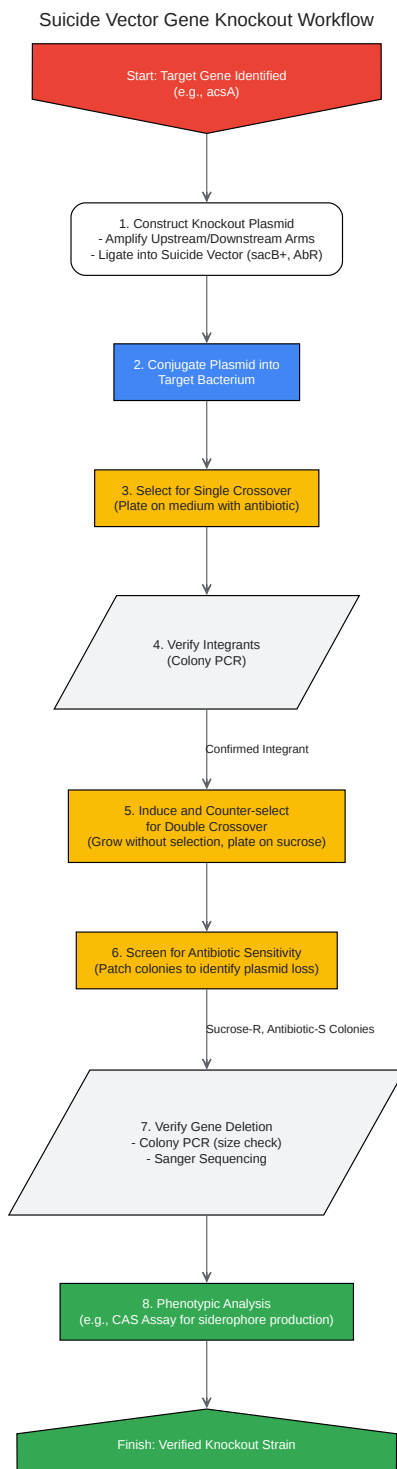 Suicide Vector Gene Knockout Workflow
Start: Target Gene Identified
(e.g., acsA)
1. Construct Knockout Plasmid
- Amplify Upstream/Downstream Arms
- Ligate into Suicide Vector (sacB+, AbR)
2. Conjugate Plasmid into
Target Bacterium
3. Select for Single Crossover
(Plate on medium with antibiotic)
4. Verify Integrants
(Colony PCR)
Confirmed Integrant
5. Induce and Counter-select
for Double Crossover
(Grow without selection, plate on sucrose)
6. Screen for Antibiotic Sensitivity
(Patch colonies to identify plasmid loss)
Sucrose-R, Antibiotic-S Colonies
7. Verify Gene Deletion
- Colony PCR (size check)
- Sanger Sequencing
8. Phenotypic Analysis
(e.g., CAS Assay for siderophore production)
Finish: Verified Knockout Strain